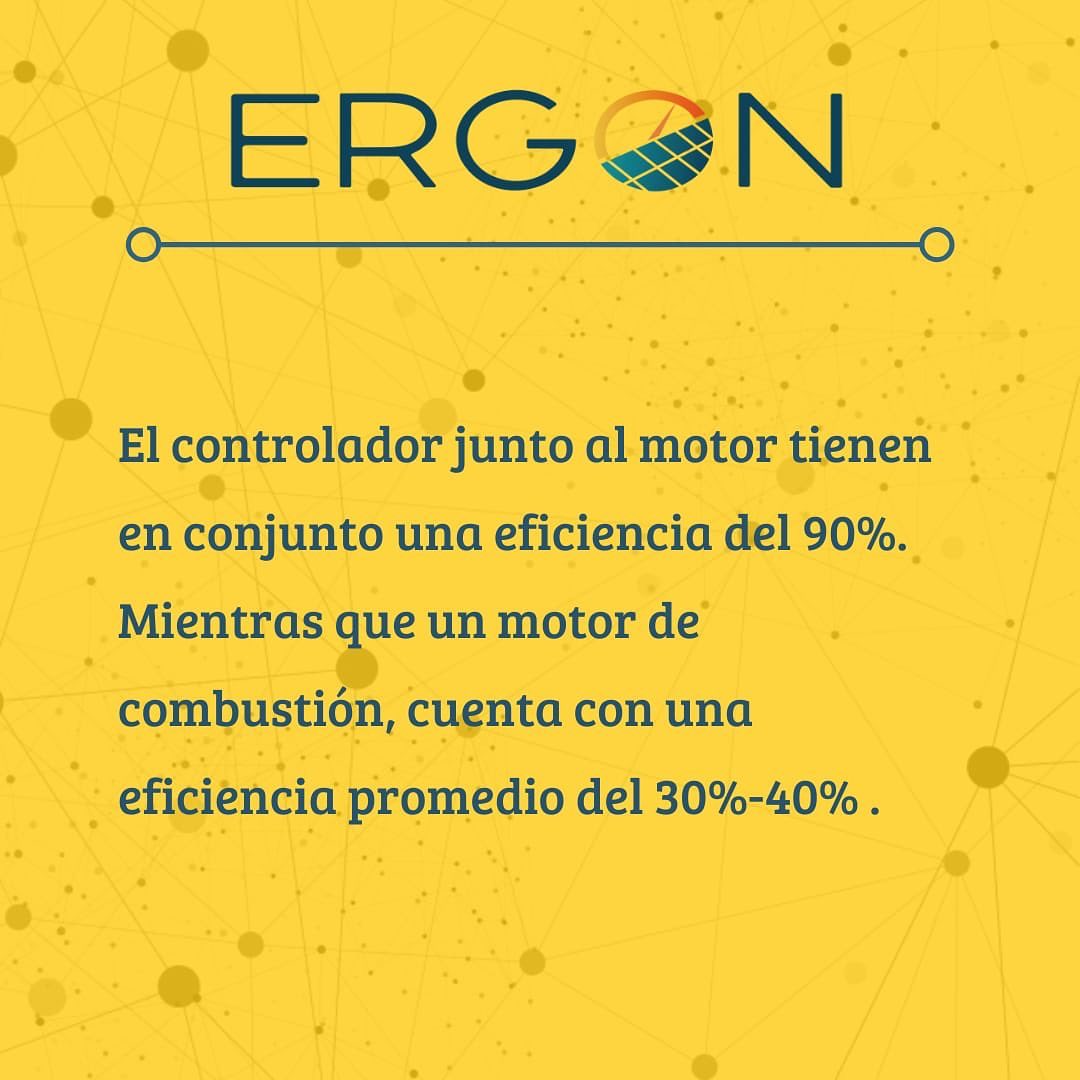 ERGON
El controlador junto al motor tienen
en conjunto una eficiencia del 90%.
Mientras que un motor de
combustión, cuenta con una
eficiencia promedio del 30%-40% .